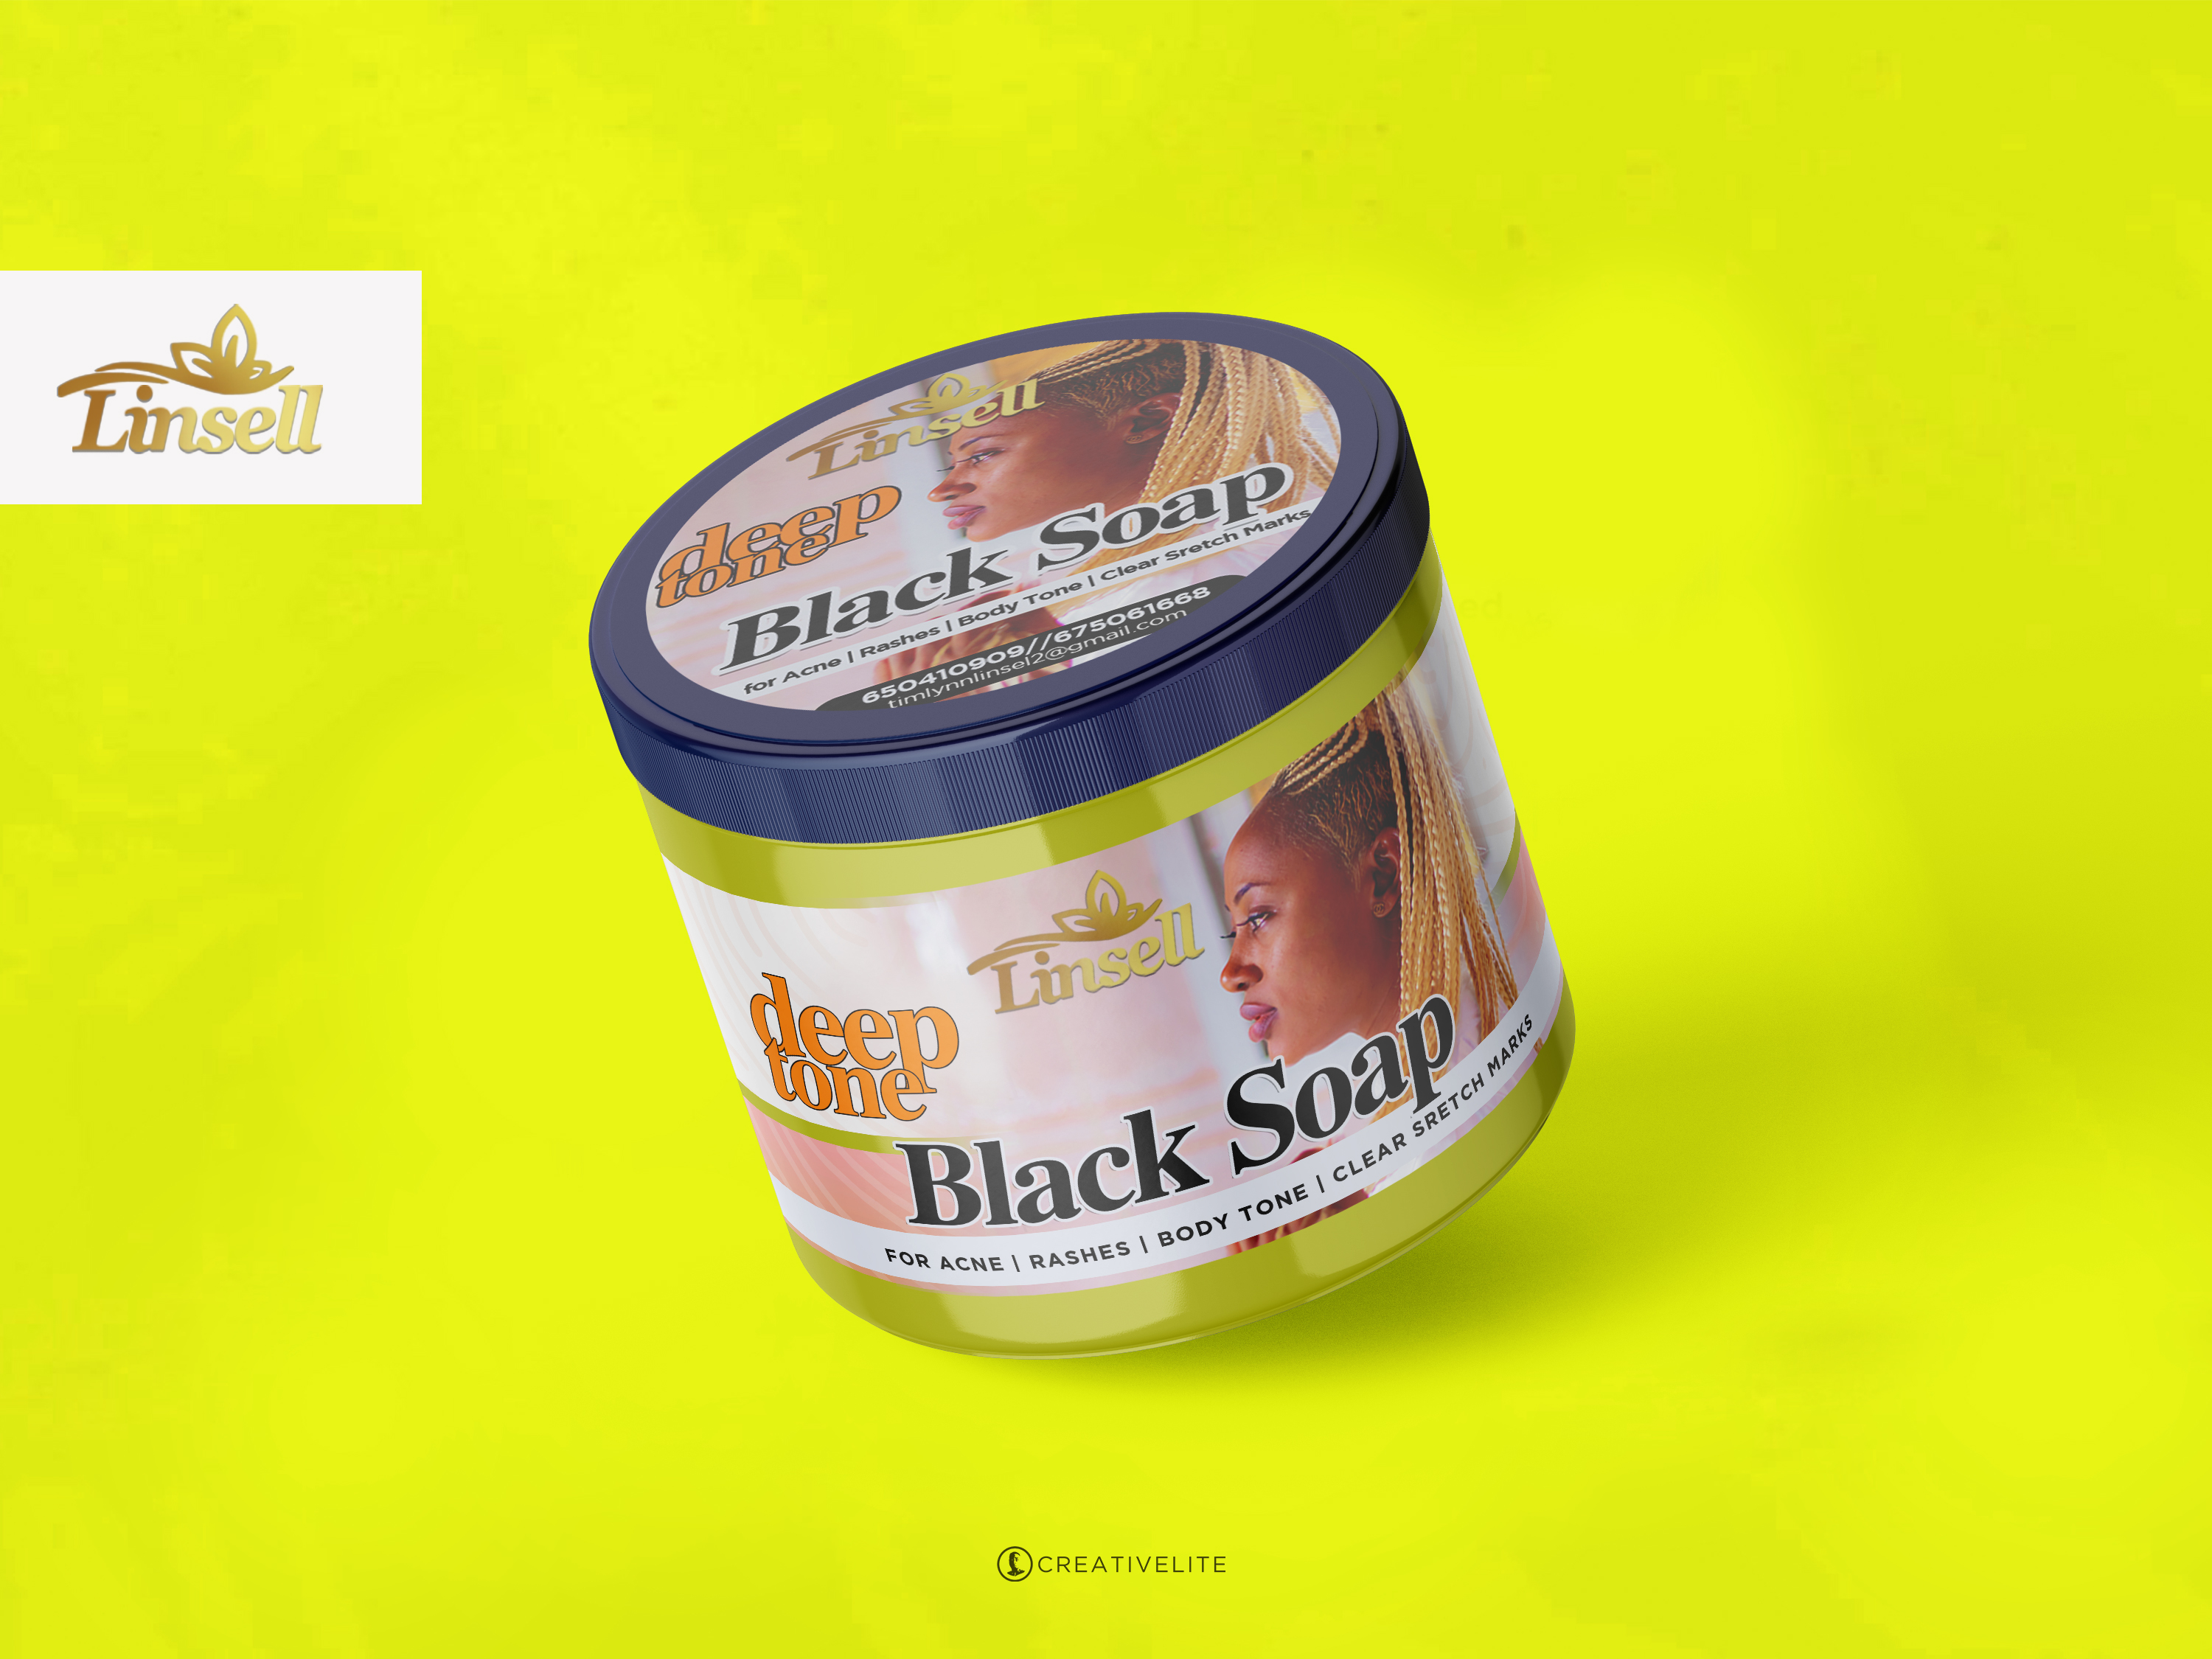 Linsell
Linsell
deep
tone
Black Soap
for Acne | Rashes | Body Tone | Clear Sretch Marks
650410909//675061668
timlynnlinsel2@gmail.com
Linsell
deep
tone
Black Soap
FOR ACNE | RASHES | BODY TONE | CLEAR SRETCH MARKS
CREATIVELITE